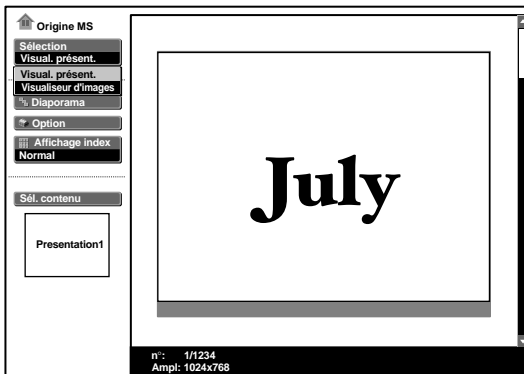 Origine MS
Sélection
Visual. présent.
Visual. présent.
Visualiseur d'images
Diaporama
Option
Affichage index
Normal
Sél. contenu
Presentation1
July
n°: 1/1234
Ampl: 1024x768